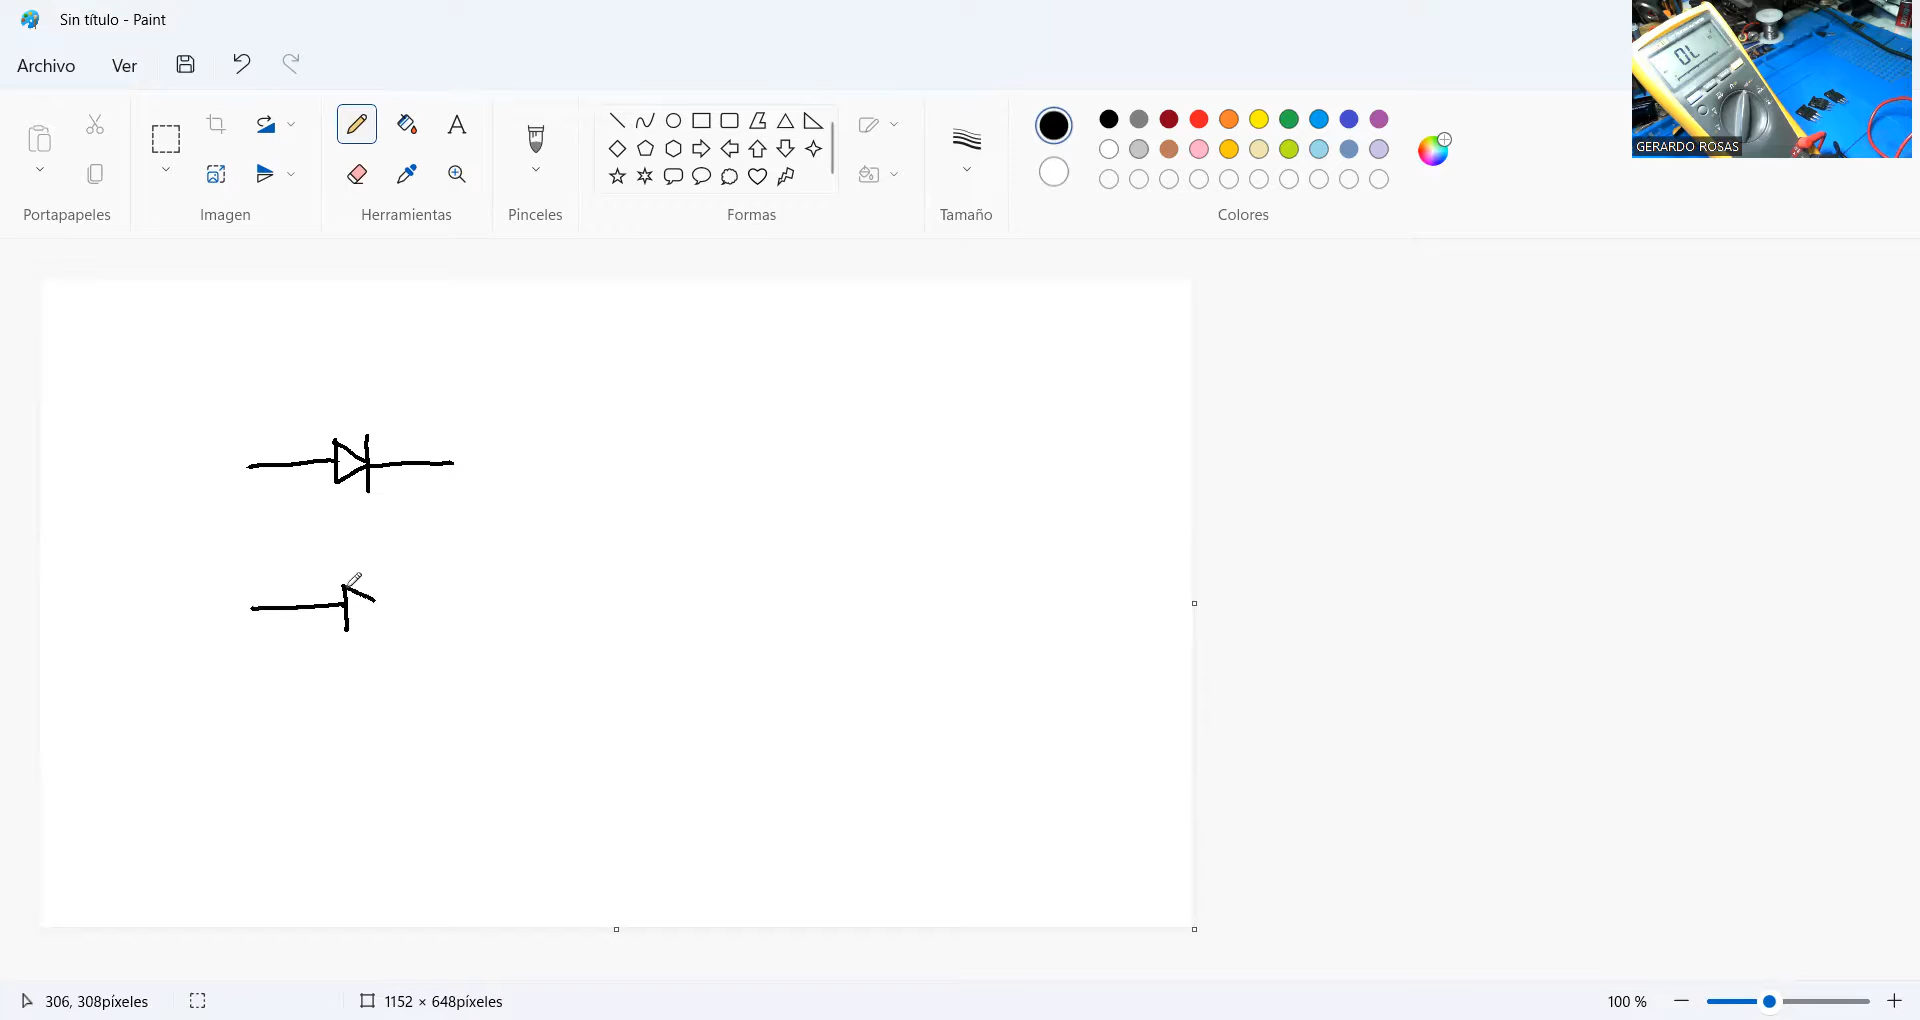 Sin título - Paint
Archivo Ver
OL
GERARDO ROSAS
Portapapeles Imagen Herramientas Pinceles Formas Tamaño Colores
306, 308píxeles 1152 × 648píxeles 100 %